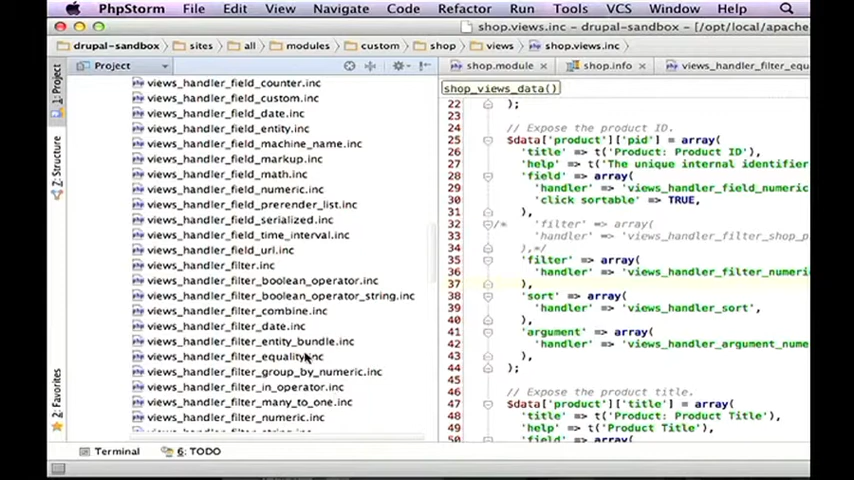 PhpStorm File Edit View Navigate Code Refactor Run Tools VCS Window Help
shop.views.inc – drupal-sandbox – [/opt/local/apache
drupal-sandbox sites all modules custom shop views shop.views.inc
Project
shop.module shop.info views_handler_filter_equ
shop_views_data()
1: Project
Z: Structure
2: Favorites
views_handler_field_counter.inc
views_handler_field_custom.inc
views_handler_field_date.inc
views_handler_field_entity.inc
views_handler_field_machine_name.inc
views_handler_field_markup.inc
views_handler_field_math.inc
views_handler_field_numeric.inc
views_handler_field_prerender_list.inc
views_handler_field_serialized.inc
views_handler_field_time_interval.inc
views_handler_field_url.inc
views_handler_filter.inc
views_handler_filter_boolean_operator.inc
views_handler_filter_boolean_operator_string.inc
views_handler_filter_combine.inc
views_handler_filter_date.inc
views_handler_filter_entity_bundle.inc
views_handler_filter_equality.inc
views_handler_filter_group_by_numeric.inc
views_handler_filter_in_operator.inc
views_handler_filter_many_to_one.inc
views_handler_filter_numeric.inc
views_handler_filter_string.inc
22 );
23
24 // Expose the product ID.
25 $data['product']['pid'] = array(
26 'title' => t('Product: Product ID'),
27 'help' => t('The unique internal identifier
28 'field' => array(
29 'handler' => 'views_handler_field_numeric
30 'click sortable' => TRUE,
31 ),
32 /* 'filter' => array(
33 'handler' => 'views_handler_filter_shop_p
34 ),*/
35 'filter' => array(
36 'handler' => 'views_handler_filter_numeri
37 ),
38 'sort' => array(
39 'handler' => 'views_handler_sort',
40 ),
41 'argument' => array(
42 'handler' => 'views_handler_argument_nume
43 ),
44 );
45
46 // Expose the product title.
47 $data['product']['title'] = array(
48 'title' => t('Product: Product Title'),
49 'help' => t('Product Title'),
50 'field' => array(
Terminal 6: TODO